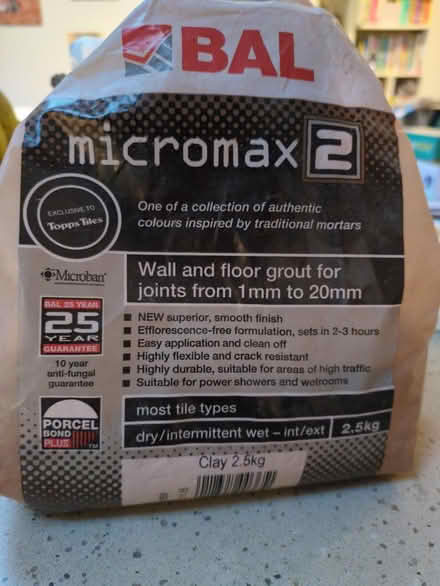 BAL
micromax 2
EXCLUSIVE TO
Topps Tiles
One of a collection of authentic
colours inspired by traditional mortars
Microban
Wall and floor grout for
joints from 1mm to 20mm
BAL 25 YEAR
25
YEAR
GUARANTEE
10 year
anti-fungal
guarantee
NEW superior, smooth finish
Efflorescence-free formulation, sets in 2-3 hours
Easy application and clean off
Highly flexible and crack resistant
Highly durable, suitable for areas of high traffic
Suitable for power showers and wetrooms
PORCEL
BOND
PLUS
TM
most tile types
dry/intermittent wet – int/ext
2.5kg
Clay 2.5kg